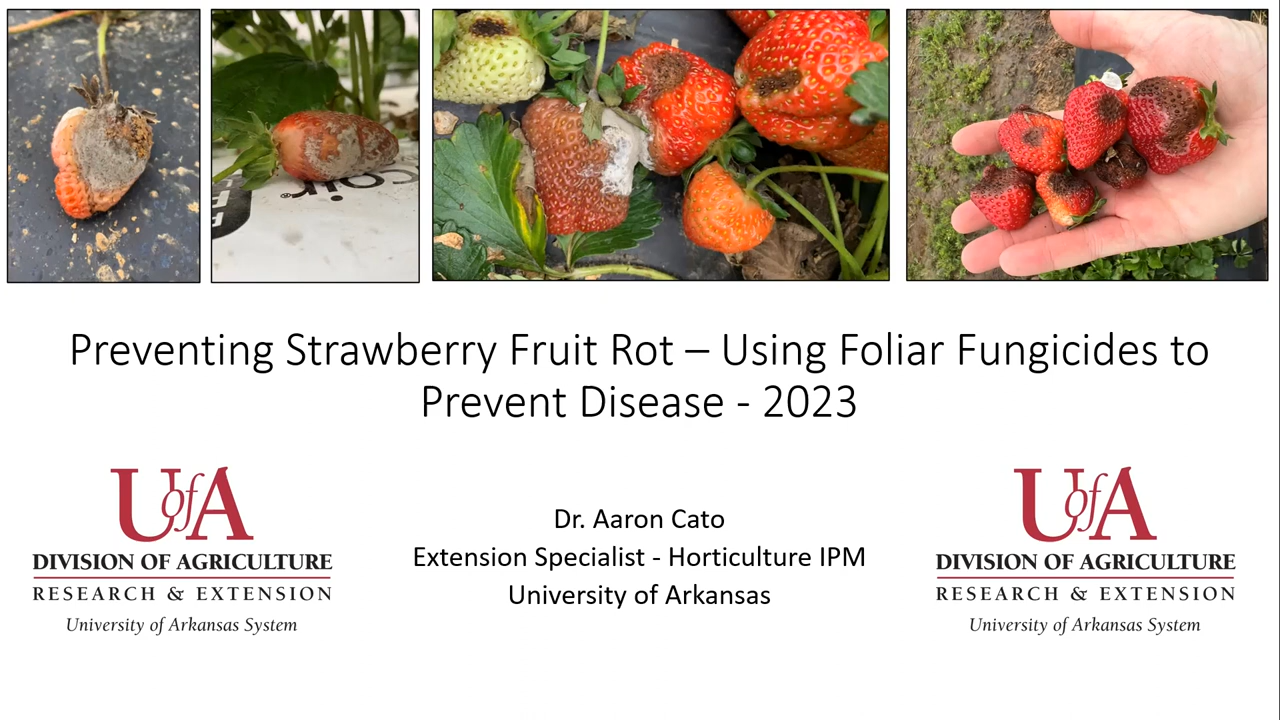 Preventing Strawberry Fruit Rot – Using Foliar Fungicides to
Prevent Disease - 2023
UofA
DIVISION OF AGRICULTURE
RESEARCH & EXTENSION
University of Arkansas System
Dr. Aaron Cato
Extension Specialist - Horticulture IPM
University of Arkansas
UofA
DIVISION OF AGRICULTURE
RESEARCH & EXTENSION
University of Arkansas System